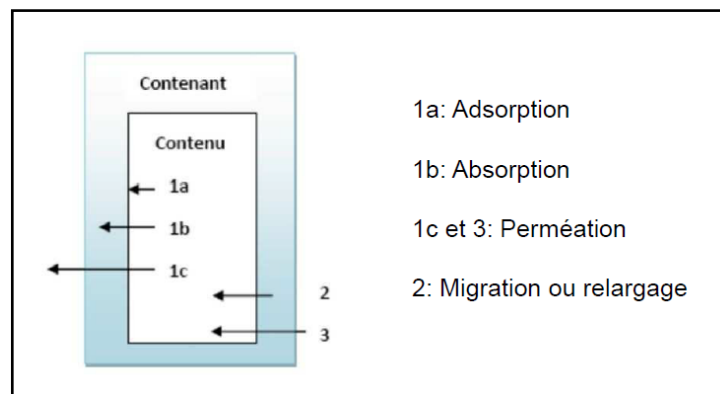 Contenant
Contenu
1a
1b
1c
2
3
1a: Adsorption
1b: Absorption
1c et 3: Perméation
2: Migration ou relargage